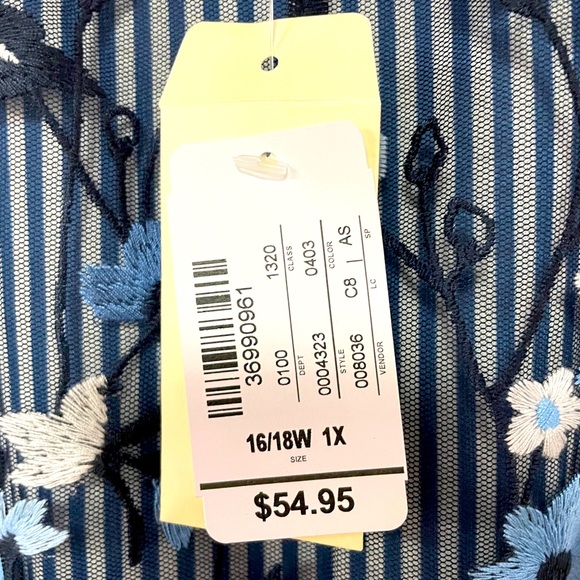 36990961
0100 1320
DEPT CLASS
0004323 0403
STYLE COLOR
008036 C8 | AS
VENDOR LC SP
16/18W 1X
SIZE
$54.95